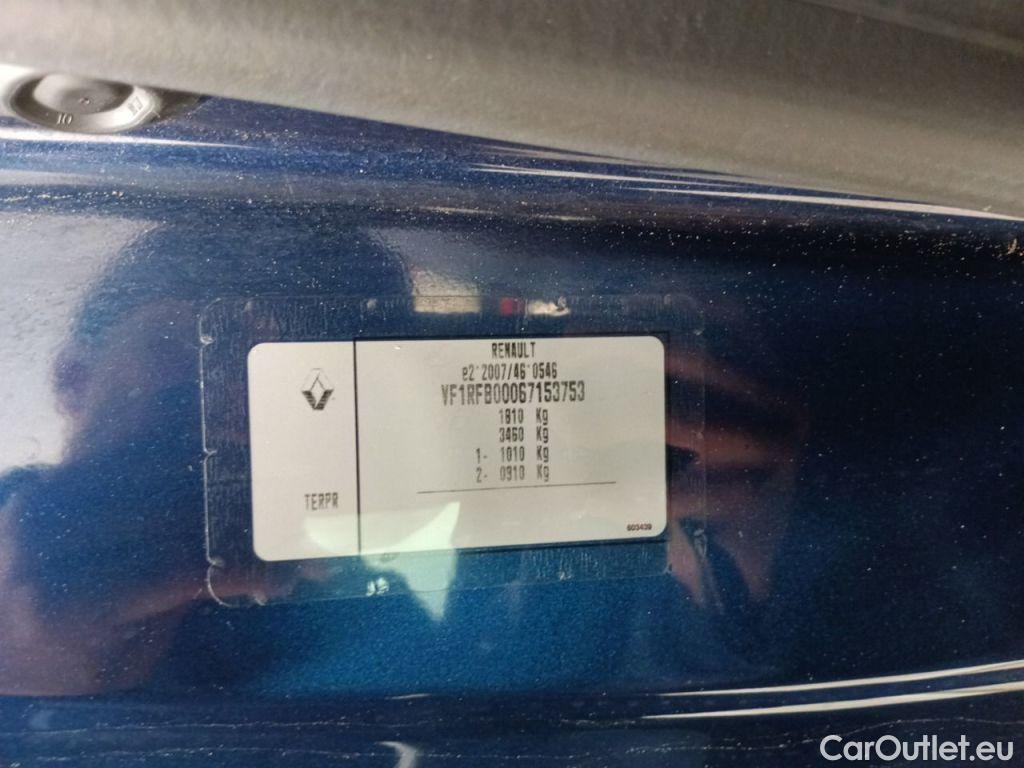 RENAULT
e2*2007/46*0546
VF1RFB00067153753
1810 Kg
3460 Kg
1- 1010 Kg
2- 0910 Kg
TERPR
603439
CarOutlet.eu